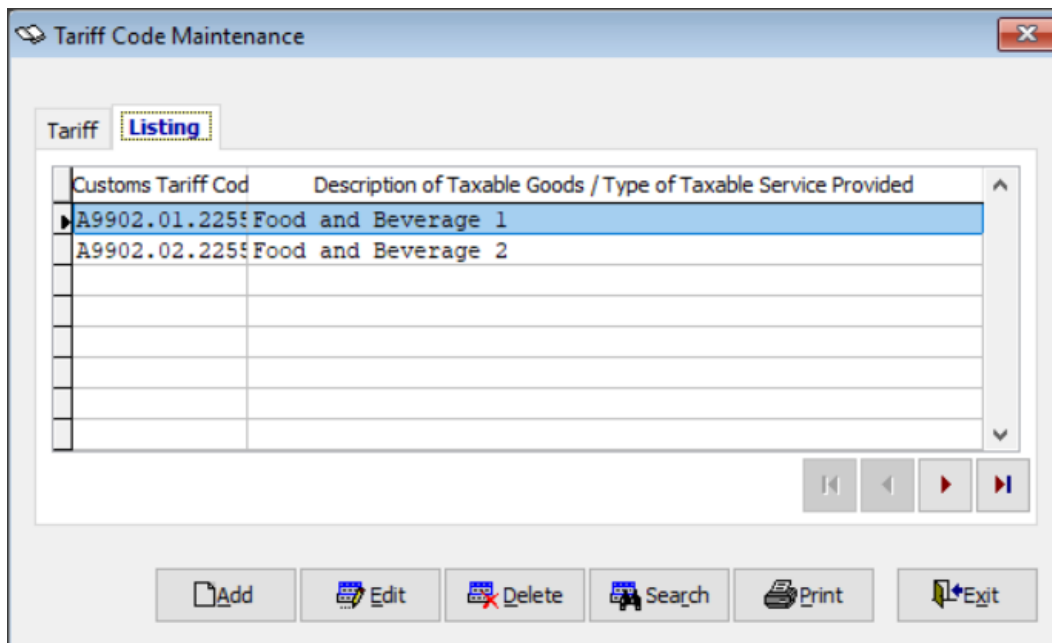 Tariff Code Maintenance
Tariff Listing
Customs Tariff Cod Description of Taxable Goods / Type of Taxable Service Provided
A9902.01.2255 Food and Beverage 1
A9902.02.2255 Food and Beverage 2
Add Edit Delete Search Print Exit